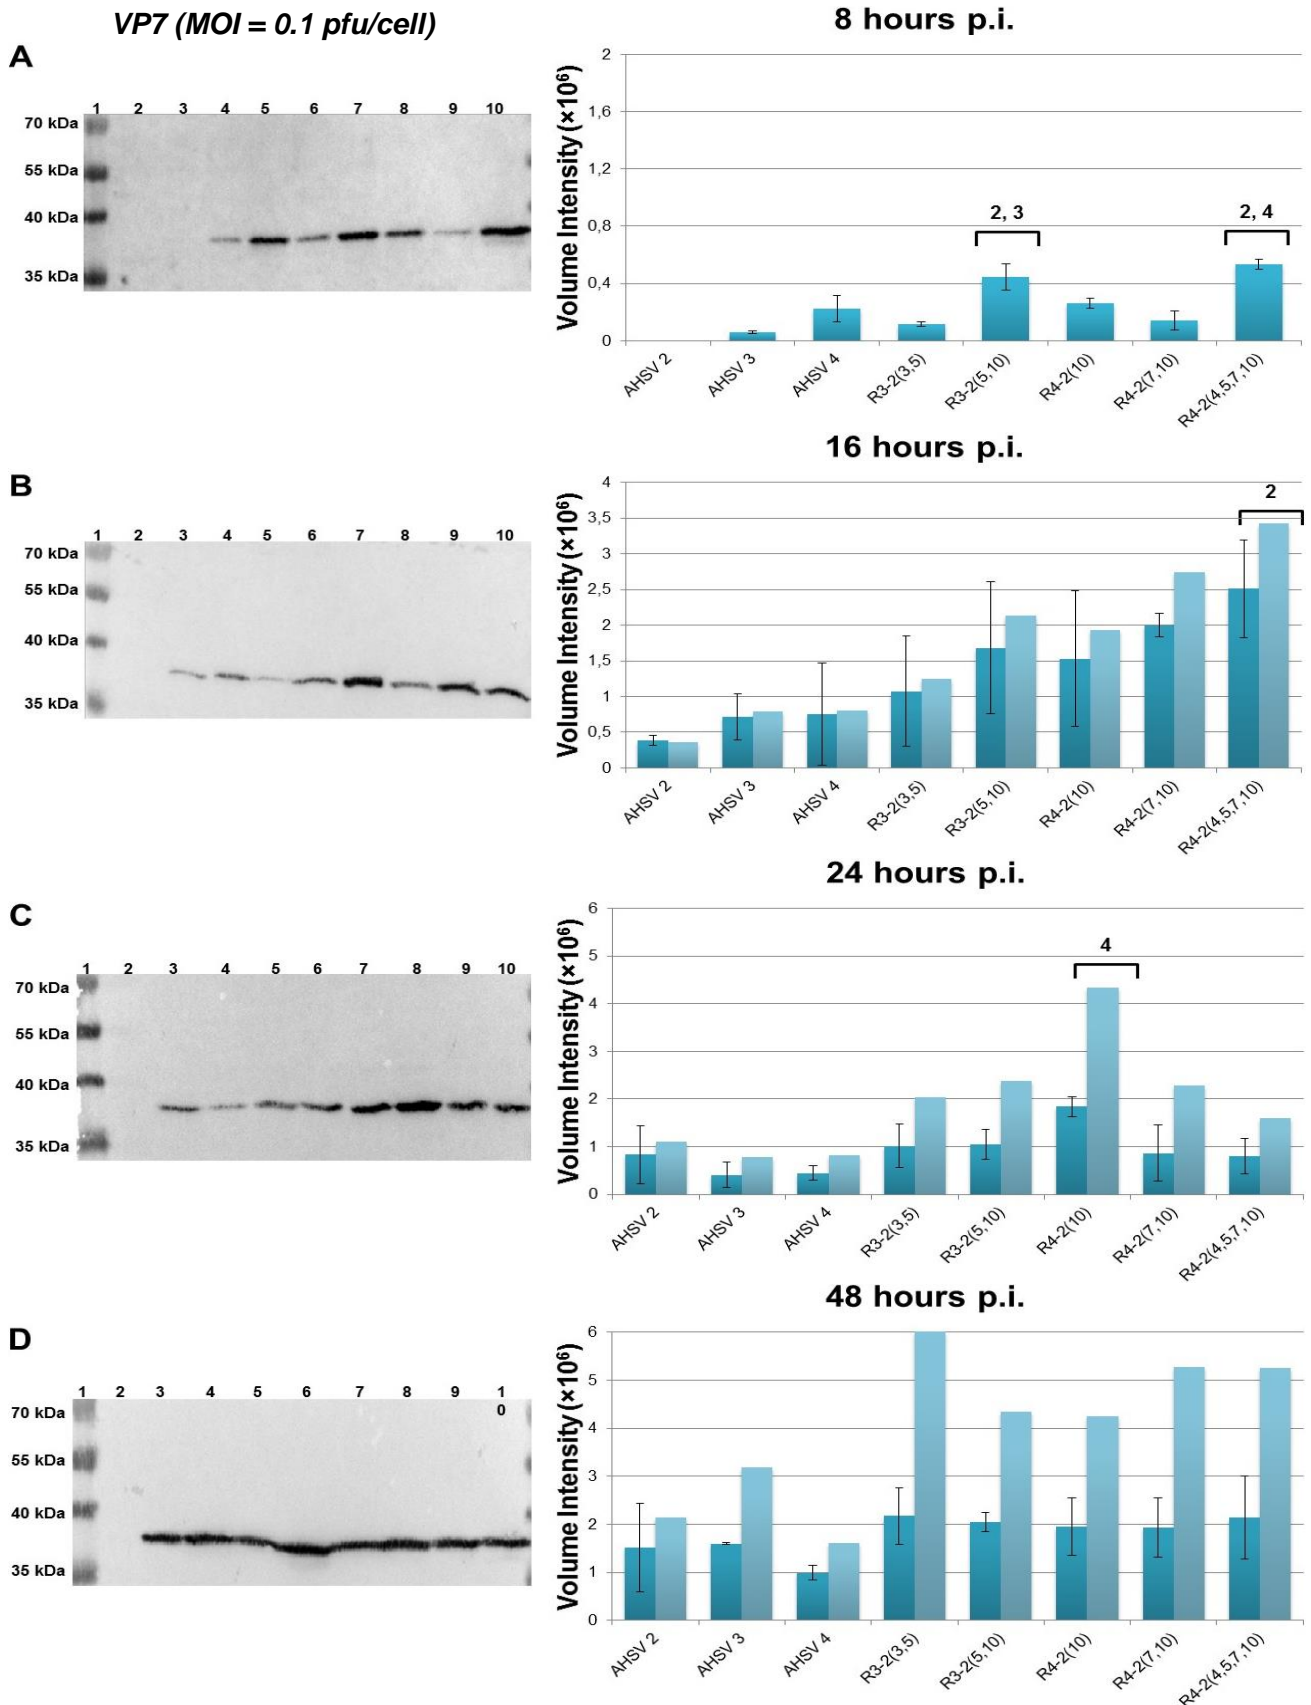 VP7 (MOI = 0.1 pfu/cell)
8 hours p.i.
A
1 2 3 4 5 6 7 8 9 10
70 kDa
55 kDa
40 kDa
35 kDa
Volume Intensity (×10⁶)
2
1,6
1,2
0,8
0,4
0
2, 3
2, 4
AHSV 2
AHSV 3
AHSV 4
R3-2(3,5)
R3-2(5,10)
R4-2(10)
R4-2(7,10)
R4-2(4,5,7,10)
16 hours p.i.
B
1 2 3 4 5 6 7 8 9 10
70 kDa
55 kDa
40 kDa
35 kDa
Volume Intensity (×10⁶)
4
3,5
3
2,5
2
1,5
1
0,5
0
2
AHSV 2
AHSV 3
AHSV 4
R3-2(3,5)
R3-2(5,10)
R4-2(10)
R4-2(7,10)
R4-2(4,5,7,10)
24 hours p.i.
C
1 2 3 4 5 6 7 8 9 10
70 kDa
55 kDa
40 kDa
35 kDa
Volume Intensity (×10⁶)
6
5
4
3
2
1
0
4
AHSV 2
AHSV 3
AHSV 4
R3-2(3,5)
R3-2(5,10)
R4-2(10)
R4-2(7,10)
R4-2(4,5,7,10)
48 hours p.i.
D
1 2 3 4 5 6 7 8 9 1
0
70 kDa
55 kDa
40 kDa
35 kDa
Volume Intensity (×10⁶)
6
5
4
3
2
1
0
AHSV 2
AHSV 3
AHSV 4
R3-2(3,5)
R3-2(5,10)
R4-2(10)
R4-2(7,10)
R4-2(4,5,7,10)